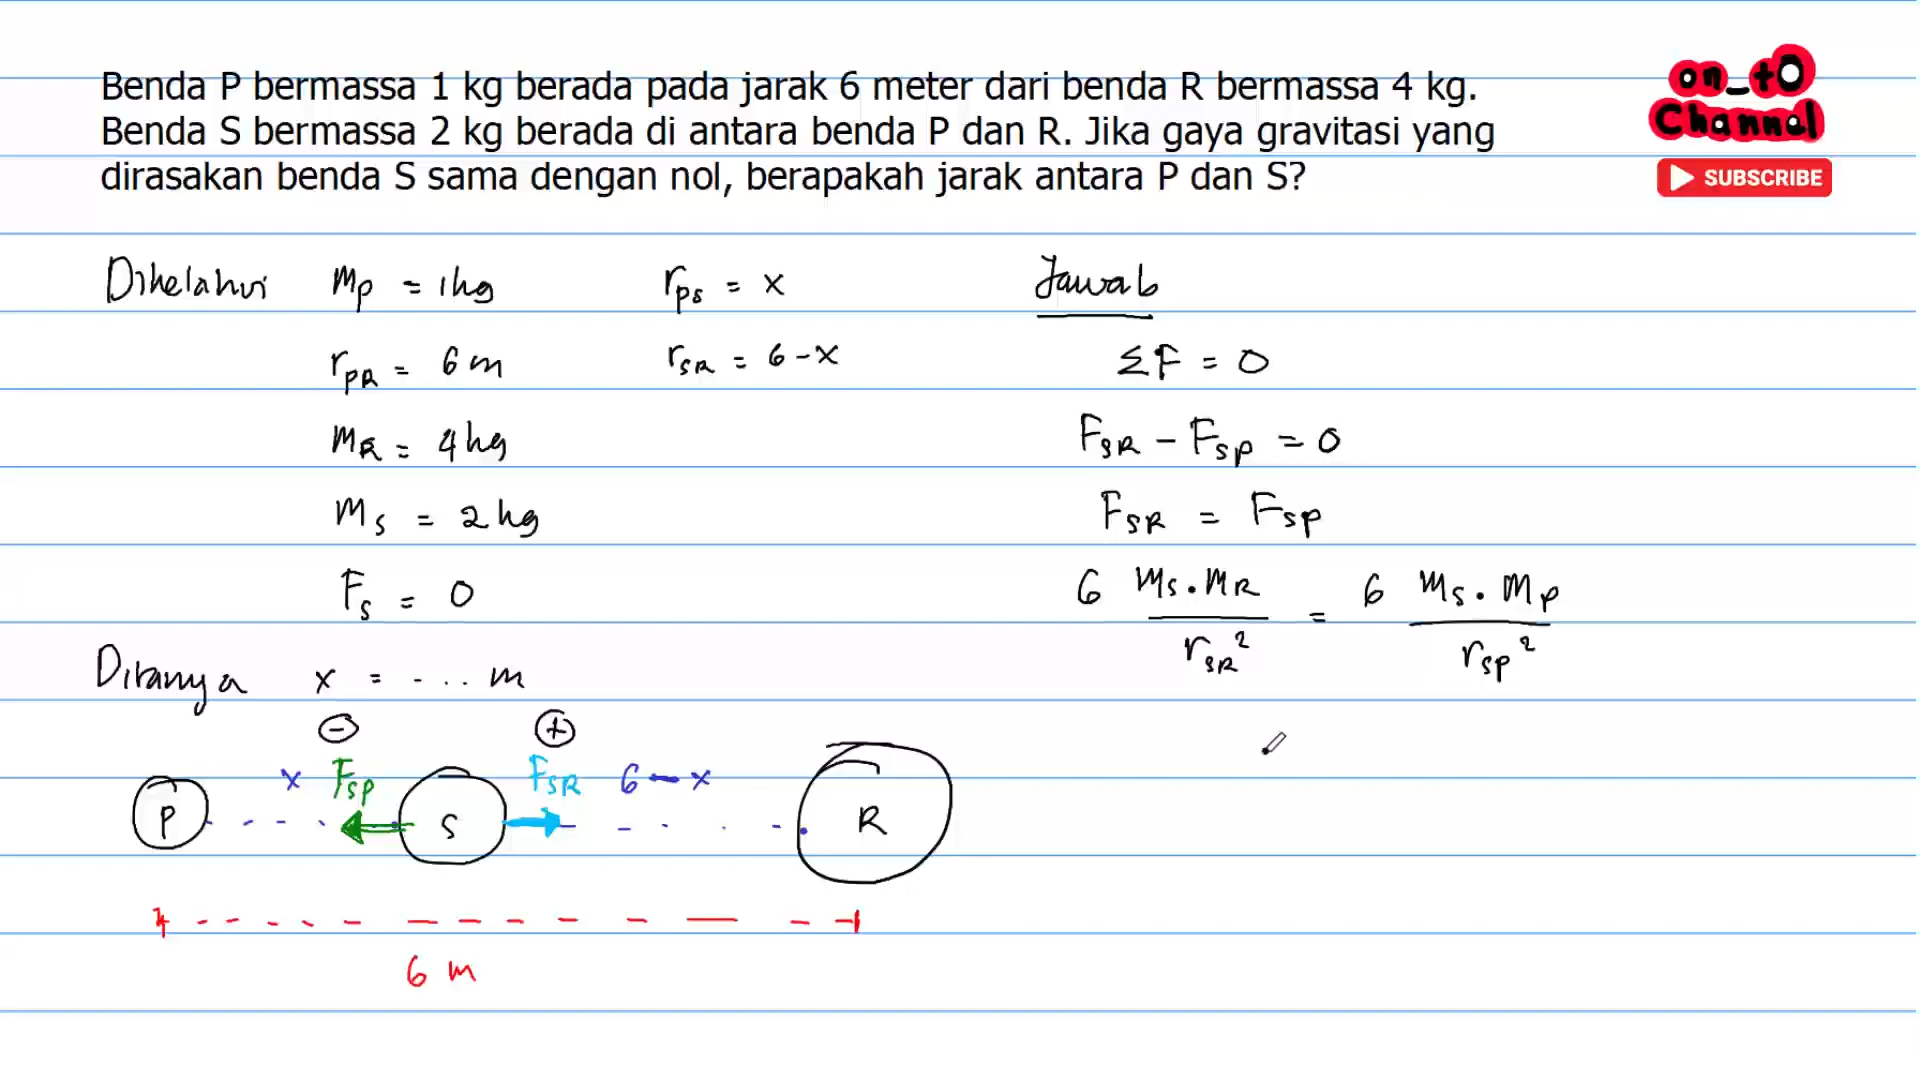 Benda P bermassa 1 kg berada pada jarak 6 meter dari benda R bermassa 4 kg.
Benda S bermassa 2 kg berada di antara benda P dan R. Jika gaya gravitasi yang
dirasakan benda S sama dengan nol, berapakah jarak antara P dan S?
on_tO
Channel
SUBSCRIBE
Diketahui mP = 1 kg
rPR = 6 m
mR = 4 kg
mS = 2 kg
FS = 0
rPS = x
rSR = 6 - x
Ditanya x = ... m
Jawab
ΣF = 0
FSR - FSP = 0
FSR = FSP
G mS . mR / rSR² = G mS . mP / rSP²
- +
x FSP FSR 6 - x
P S R
6 m